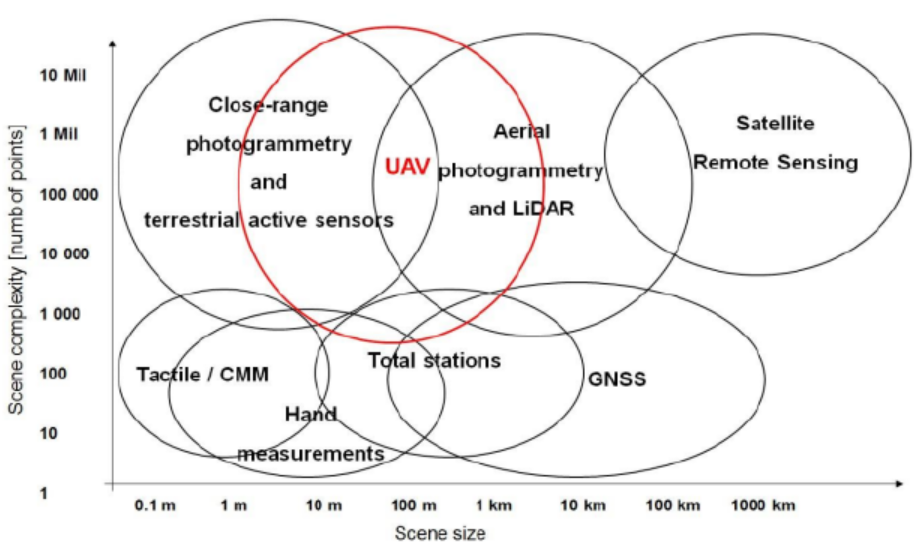 Scene complexity [numb of points]
10 Mil
1 Mil
100 000
10 000
1 000
100
10
1
Close-range
photogrammetry
and
terrestrial active sensors
UAV
Aerial
photogrammetry
and LiDAR
Satellite
Remote Sensing
Tactile / CMM
Hand
measurements
Total stations
GNSS
0.1 m 1 m 10 m 100 m 1 km 10 km 100 km 1000 km
Scene size